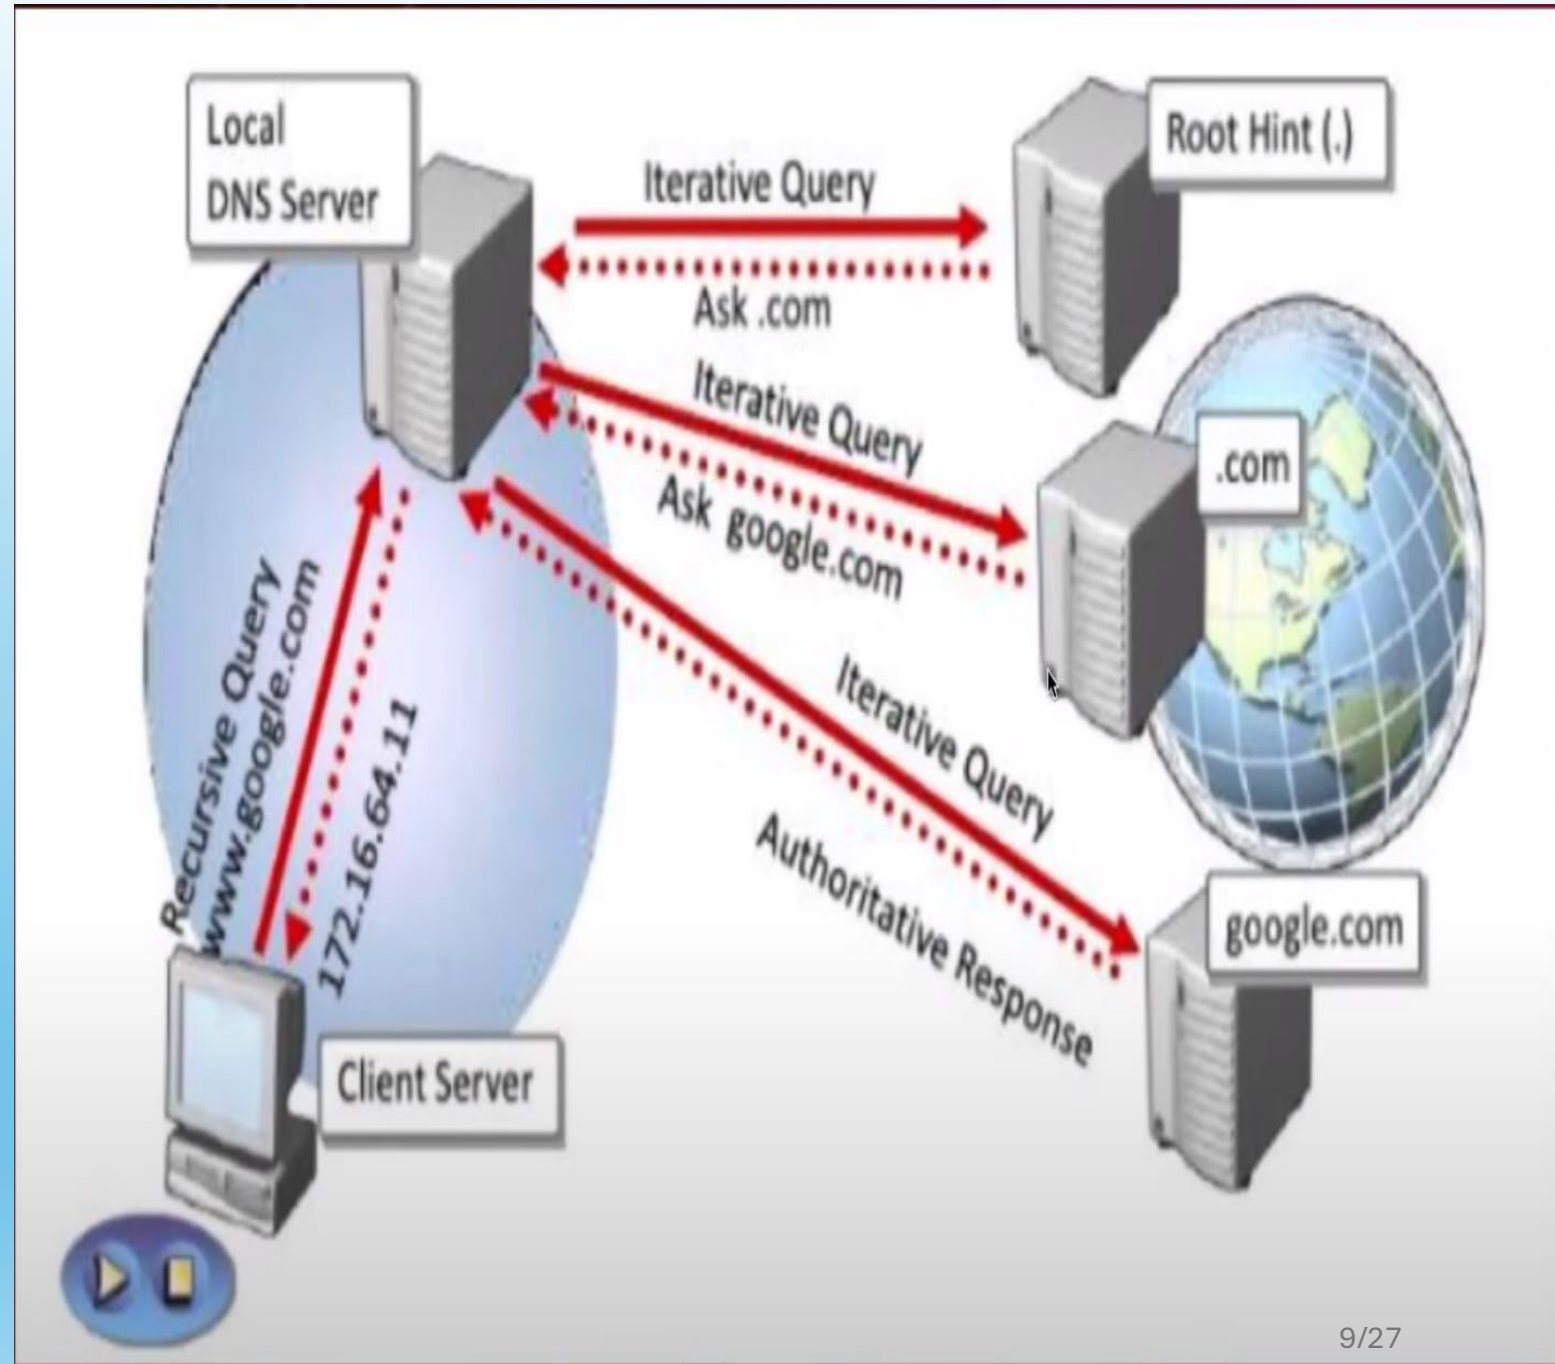 Local
DNS Server
Root Hint (.)
Iterative Query
Ask .com
Iterative Query
Ask google.com
.com
Recursive Query
www.google.com
172.16.64.11
Iterative Query
Authoritative Response
google.com
Client Server
9/27